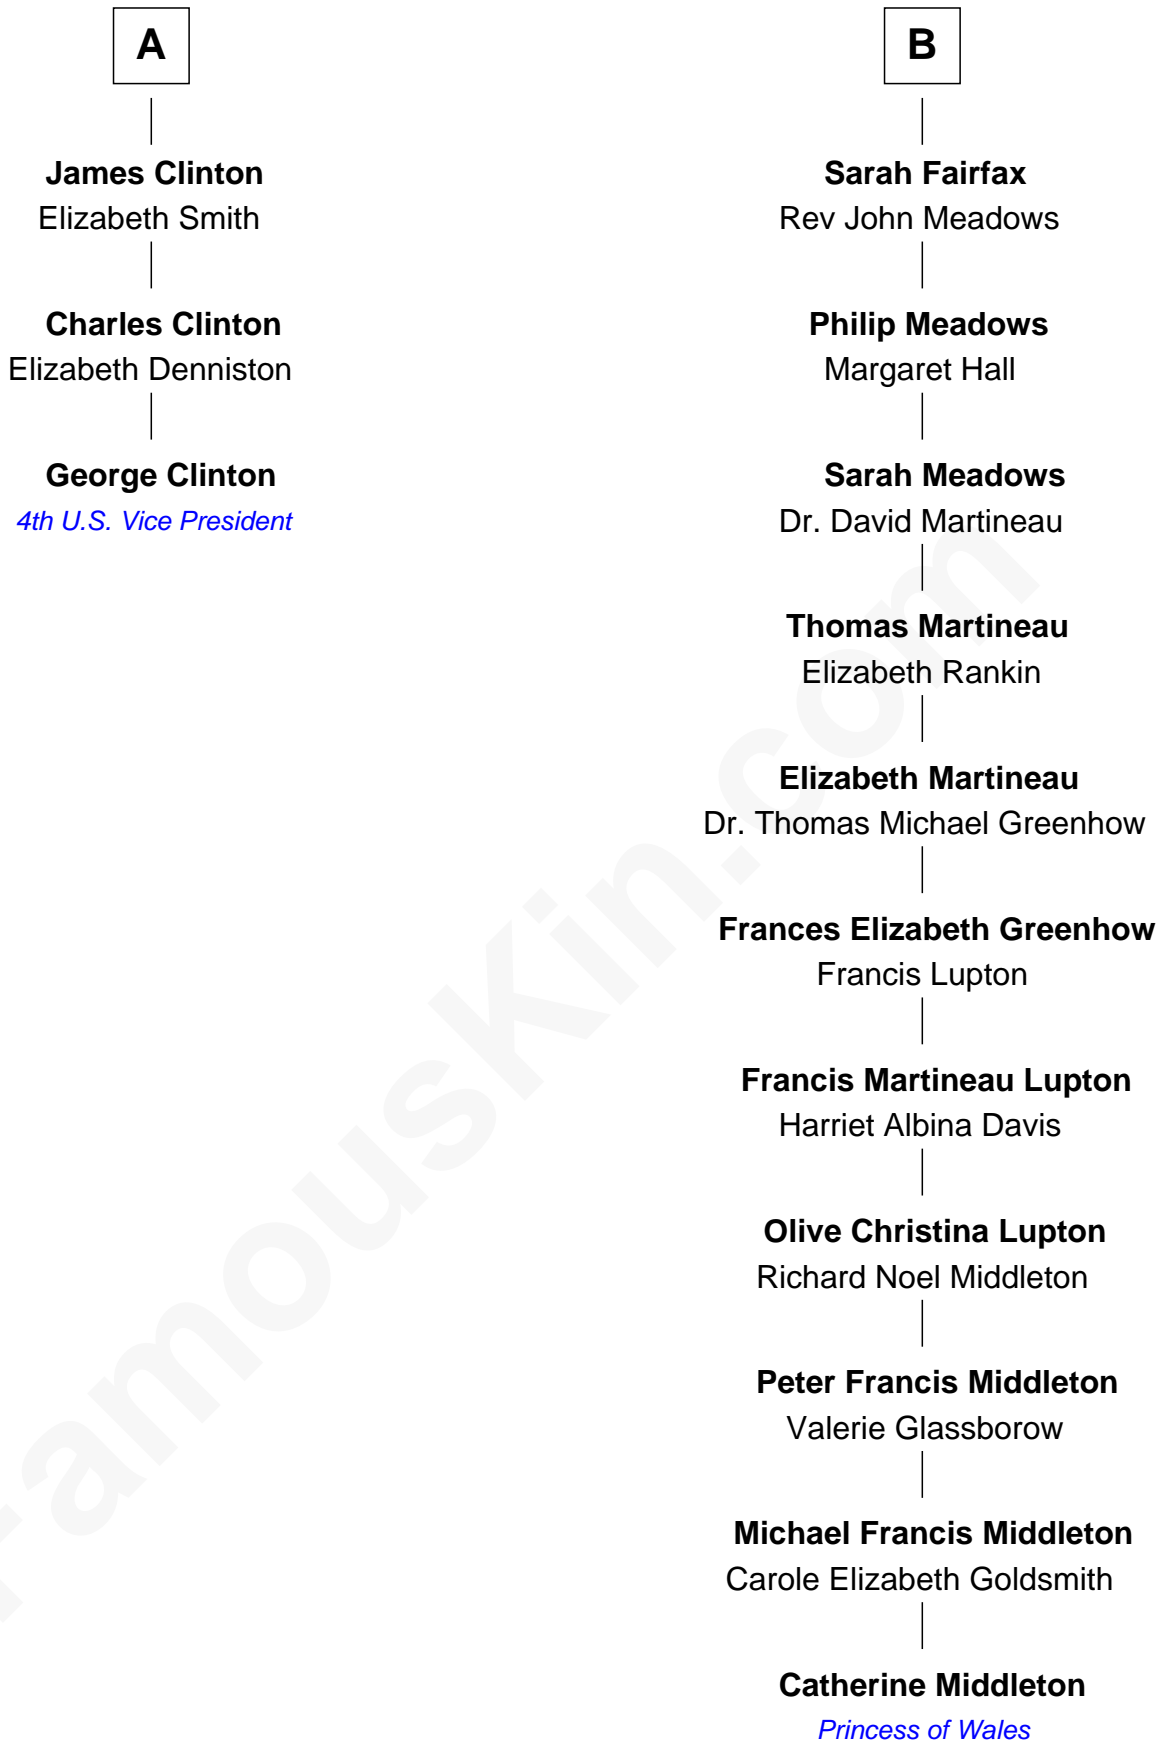 A
James Clinton
Elizabeth Smith
Charles Clinton
Elizabeth Denniston
George Clinton
4th U.S. Vice President
B
Sarah Fairfax
Rev John Meadows
Philip Meadows
Margaret Hall
Sarah Meadows
Dr. David Martineau
Thomas Martineau
Elizabeth Rankin
Elizabeth Martineau
Dr. Thomas Michael Greenhow
Frances Elizabeth Greenhow
Francis Lupton
Francis Martineau Lupton
Harriet Albina Davis
Olive Christina Lupton
Richard Noel Middleton
Peter Francis Middleton
Valerie Glassborow
Michael Francis Middleton
Carole Elizabeth Goldsmith
Catherine Middleton
Princess of Wales
FamousKin.com